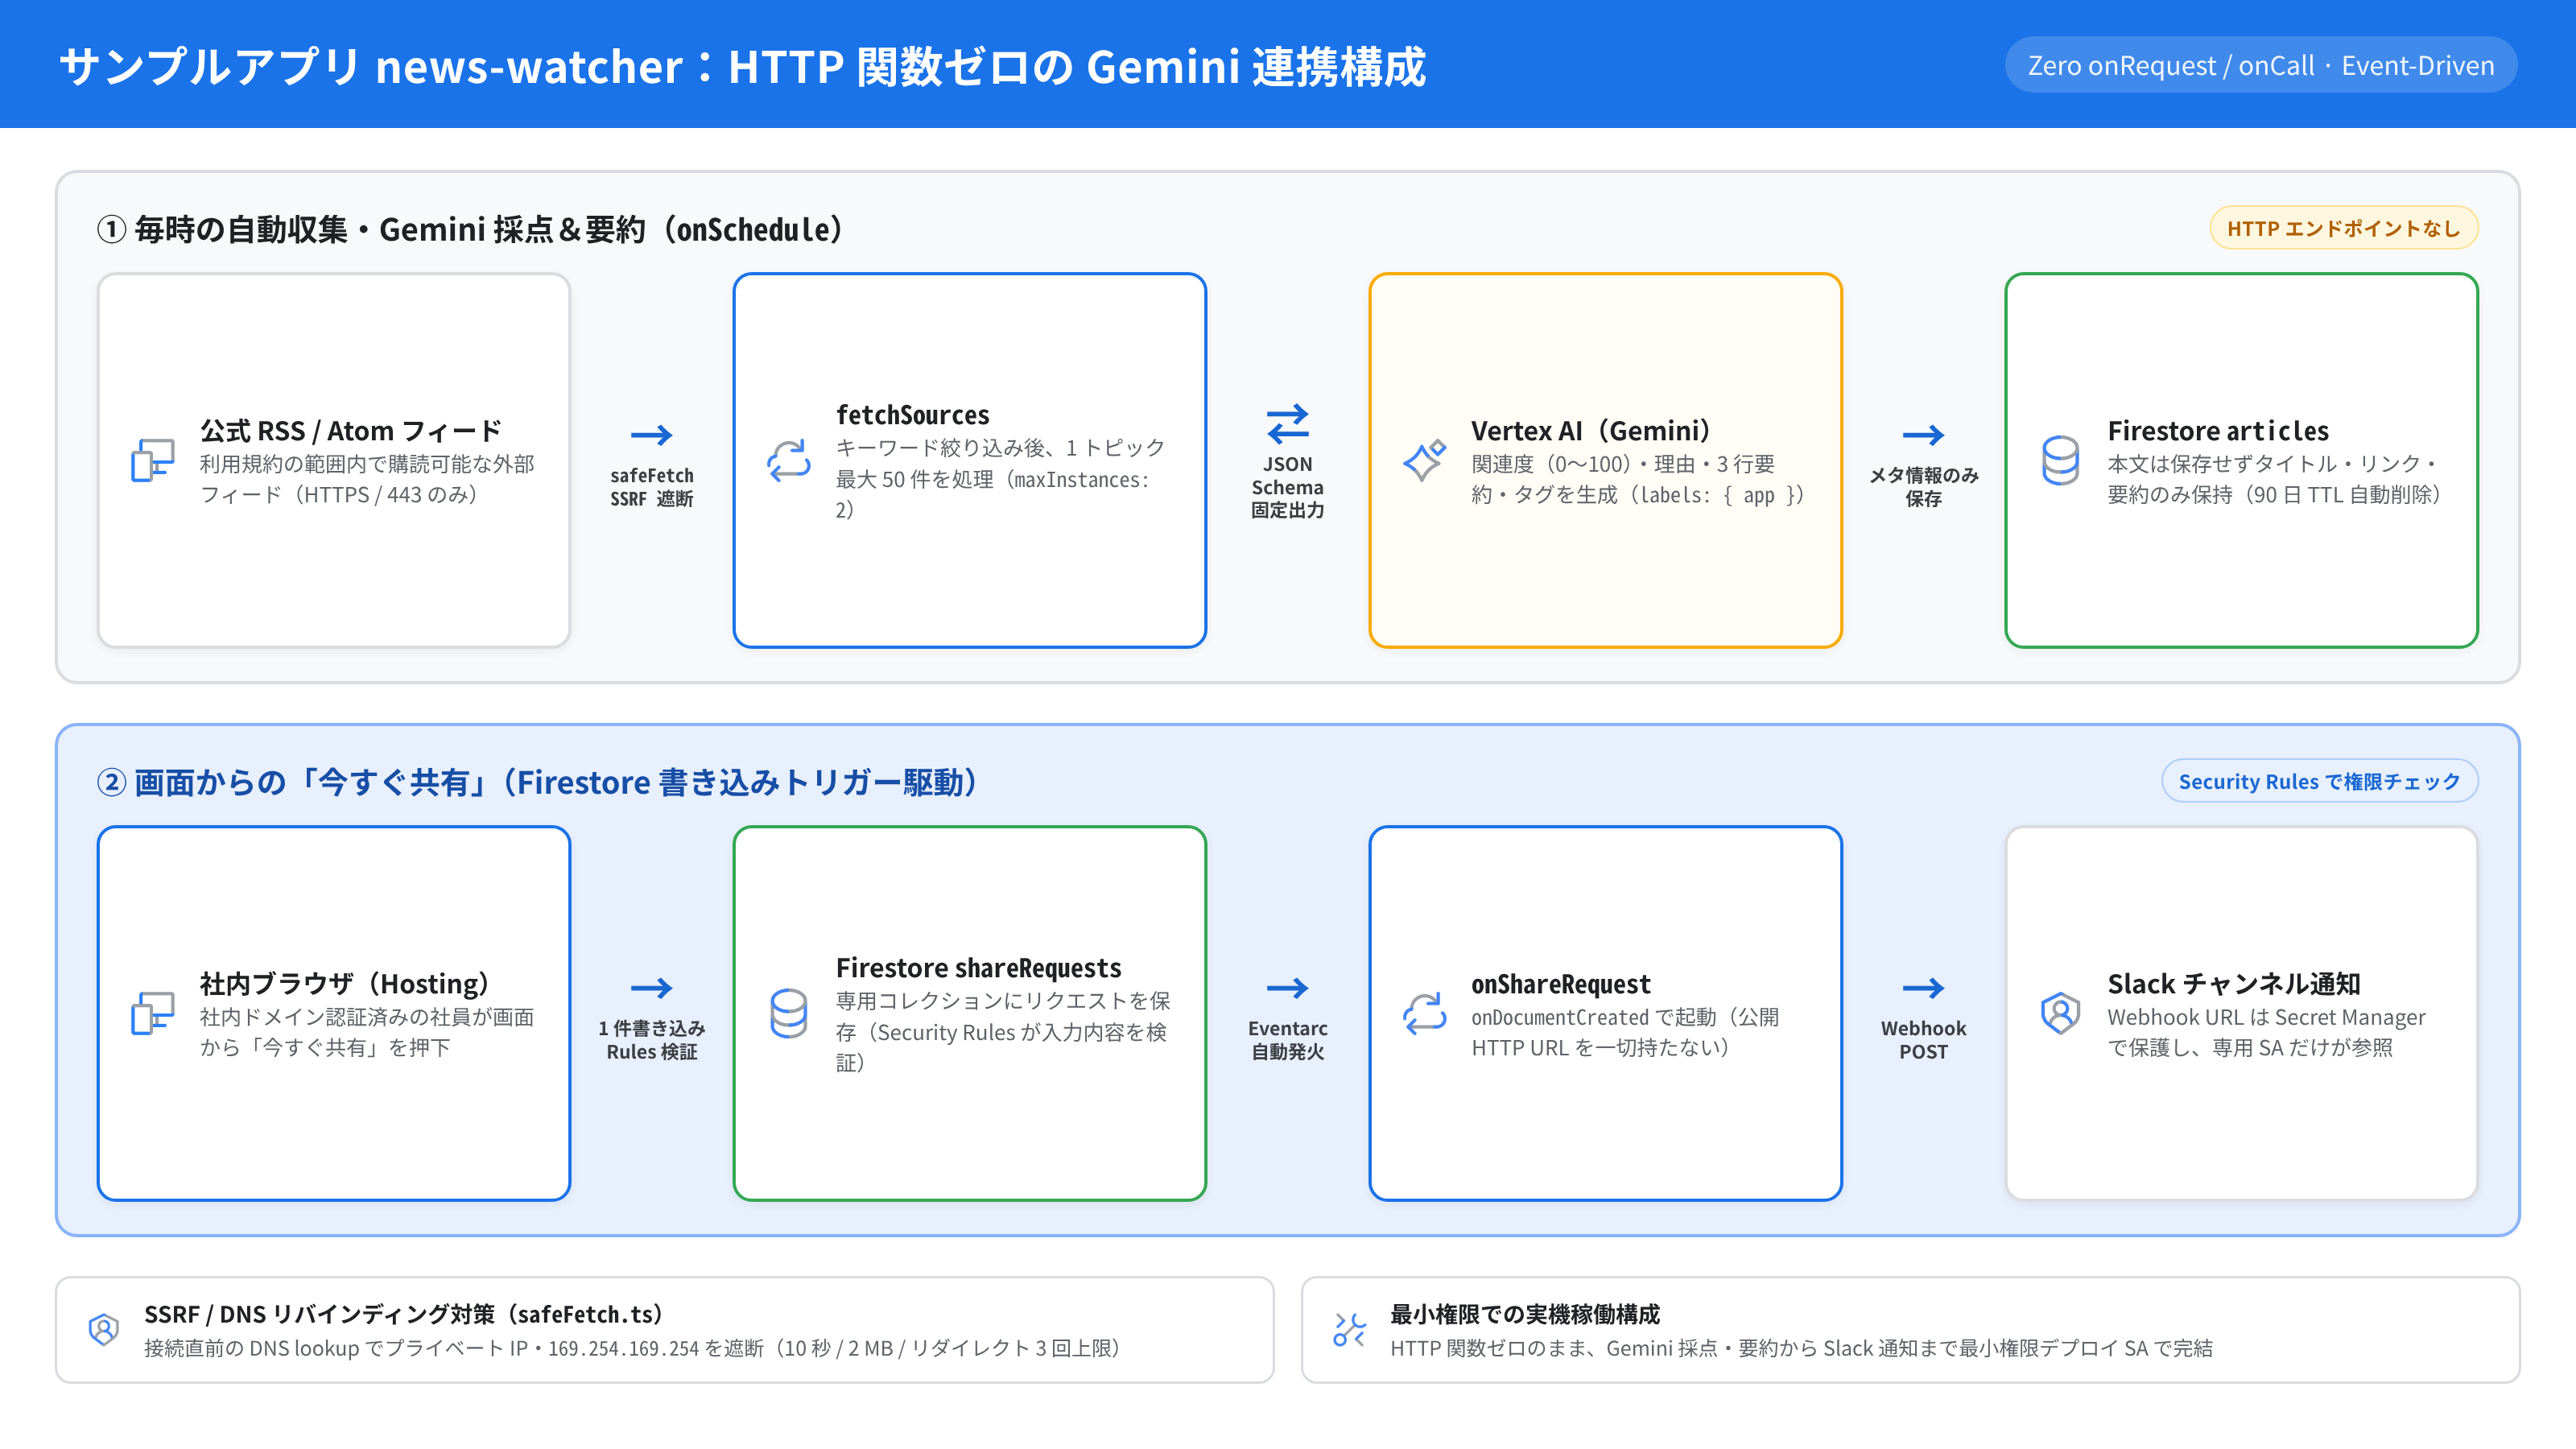 サンプルアプリ news-watcher：HTTP 関数ゼロの Gemini 連携構成
Zero onRequest / onCall · Event-Driven
① 毎時の自動収集・Gemini 採点＆要約（onSchedule）
HTTP エンドポイントなし
公式 RSS / Atom フィード
利用規約の範囲内で購読可能な外部
フィード（HTTPS / 443 のみ）
→
safeFetch
SSRF 遮断
fetchSources
キーワード絞り込み後、1 トピック
最大 50 件を処理（maxInstances:
2）
⇄
JSON
Schema
固定出力
Vertex AI（Gemini）
関連度（0〜100）・理由・3 行要
約・タグを生成（labels: { app }）
→
メタ情報のみ
保存
Firestore articles
本文は保存せずタイトル・リンク・
要約のみ保持（90 日 TTL 自動削除）
② 画面からの「今すぐ共有」（Firestore 書き込みトリガー駆動）
Security Rules で権限チェック
社内ブラウザ（Hosting）
社内ドメイン認証済みの社員が画面
から「今すぐ共有」を押下
→
1 件書き込み
Rules 検証
Firestore shareRequests
専用コレクションにリクエストを保
存（Security Rules が入力内容を検
証）
→
Eventarc
自動発火
onShareRequest
onDocumentCreated で起動（公開
HTTP URL を一切持たない）
→
Webhook
POST
Slack チャンネル通知
Webhook URL は Secret Manager
で保護し、専用 SA だけが参照
SSRF / DNS リバインディング対策（safeFetch.ts）
接続直前の DNS lookup でプライベート IP・169.254.169.254 を遮断（10 秒 / 2 MB / リダイレクト 3 回上限）
最小権限での実機稼働構成
HTTP 関数ゼロのまま、Gemini 採点・要約から Slack 通知まで最小権限デプロイ SA で完結